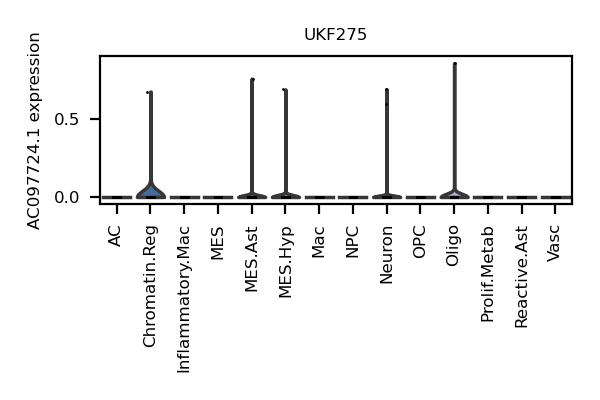 UKF275
AC097724.1 expression
0.5
0.0
AC
Chromatin.Reg
Inflammatory.Mac
MES
MES.Ast
MES.Hyp
Mac
NPC
Neuron
OPC
Oligo
Prolif.Metab
Reactive.Ast
Vasc